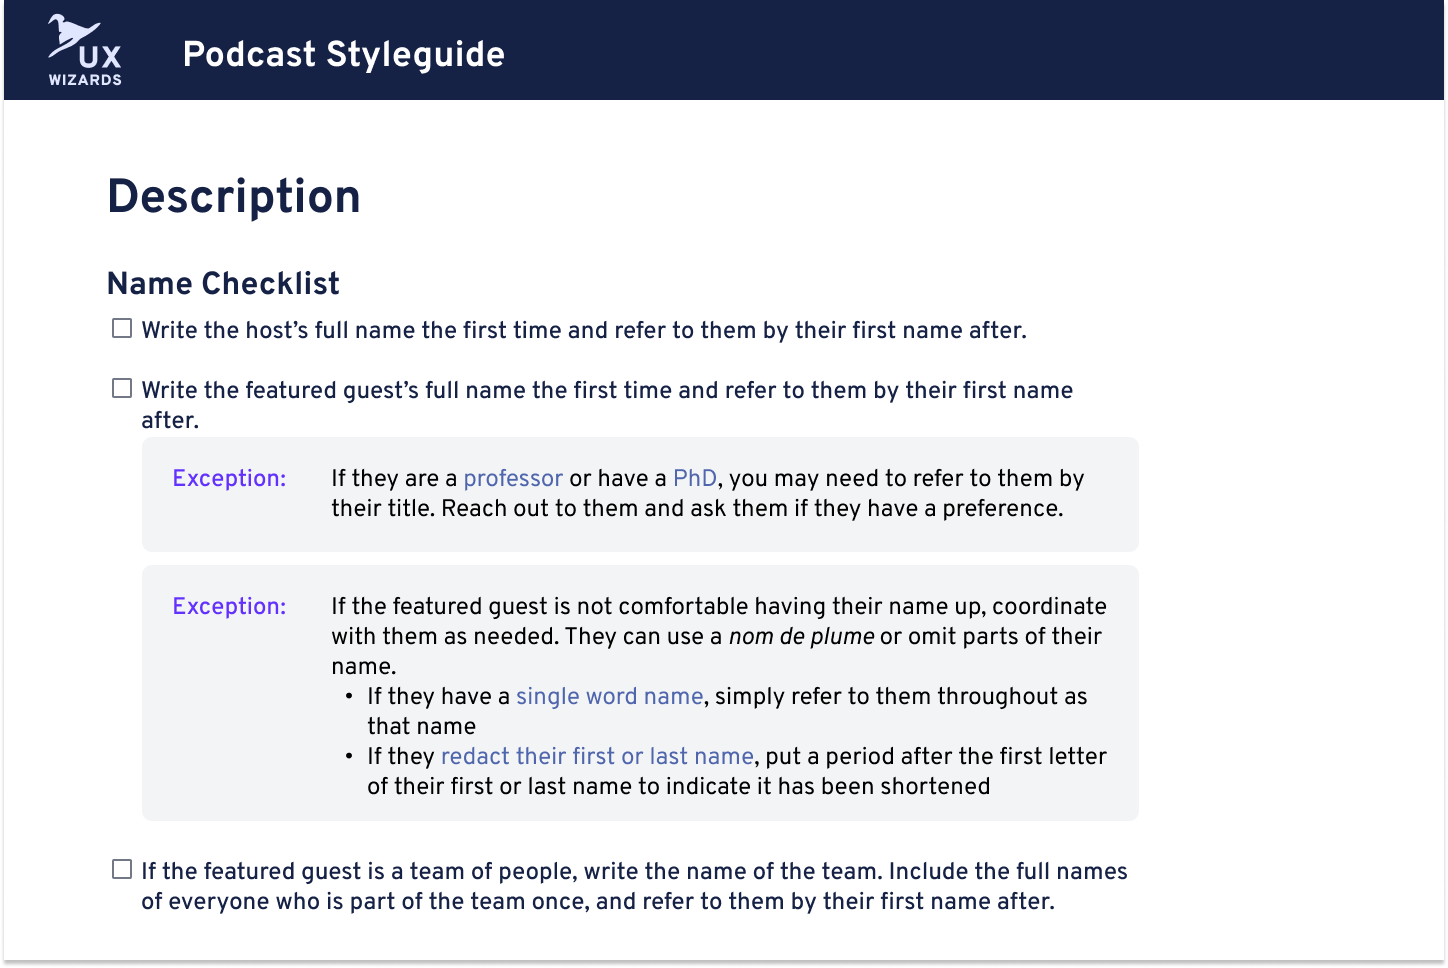 UX
WIZARDS
Podcast Styleguide
Description
Name Checklist
Write the host’s full name the first time and refer to them by their first name after.
Write the featured guest’s full name the first time and refer to them by their first name
after.
Exception: If they are a professor or have a PhD, you may need to refer to them by
their title. Reach out to them and ask them if they have a preference.
Exception: If the featured guest is not comfortable having their name up, coordinate
with them as needed. They can use a nom de plume or omit parts of their
name.
• If they have a single word name, simply refer to them throughout as
that name
• If they redact their first or last name, put a period after the first letter
of their first or last name to indicate it has been shortened
If the featured guest is a team of people, write the name of the team. Include the full names
of everyone who is part of the team once, and refer to them by their first name after.